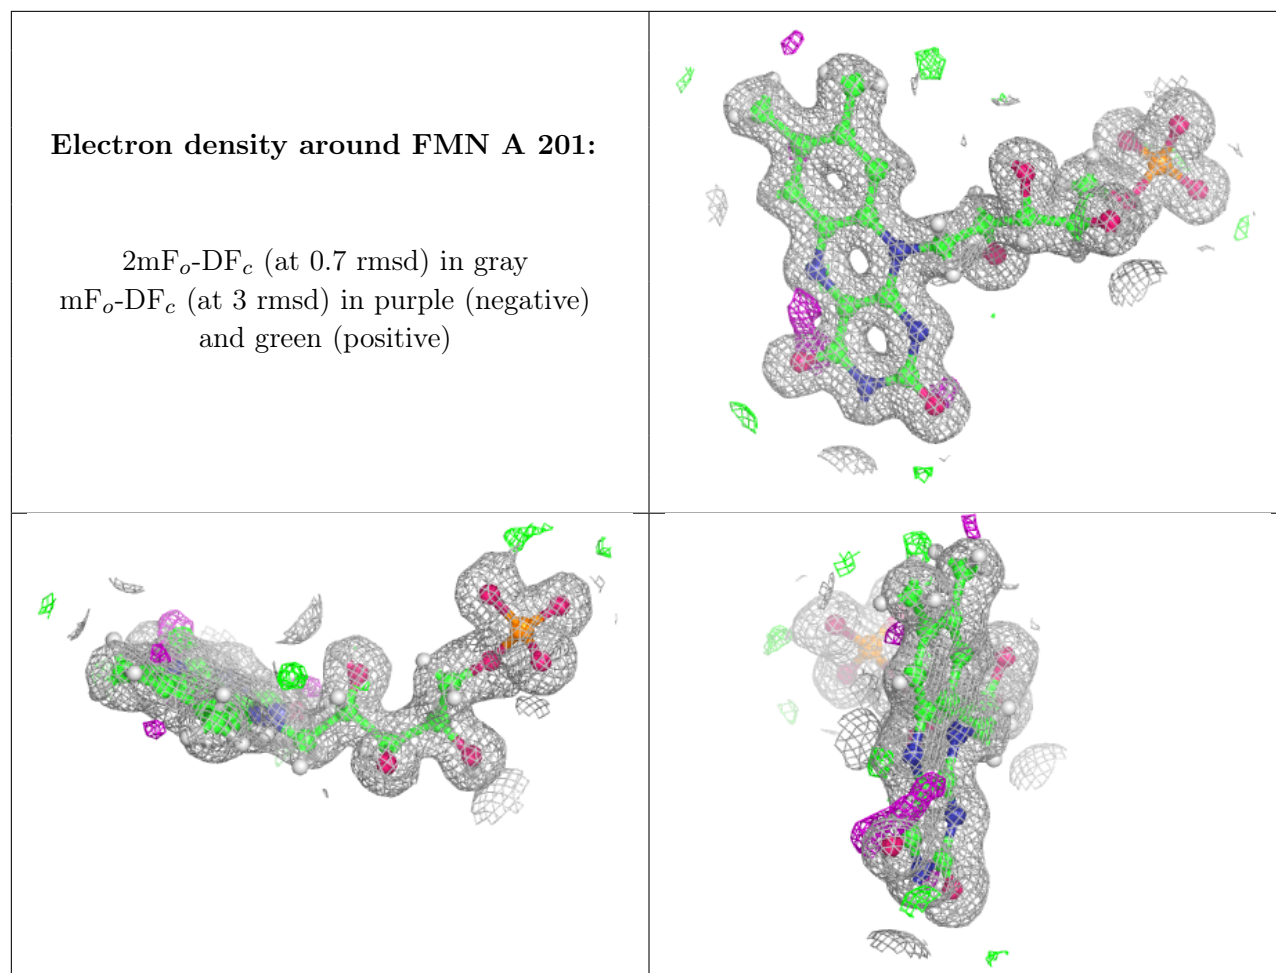 Electron density around FMN A 201:
2mFo-DFc (at 0.7 rmsd) in gray
mFo-DFc (at 3 rmsd) in purple (negative)
and green (positive)